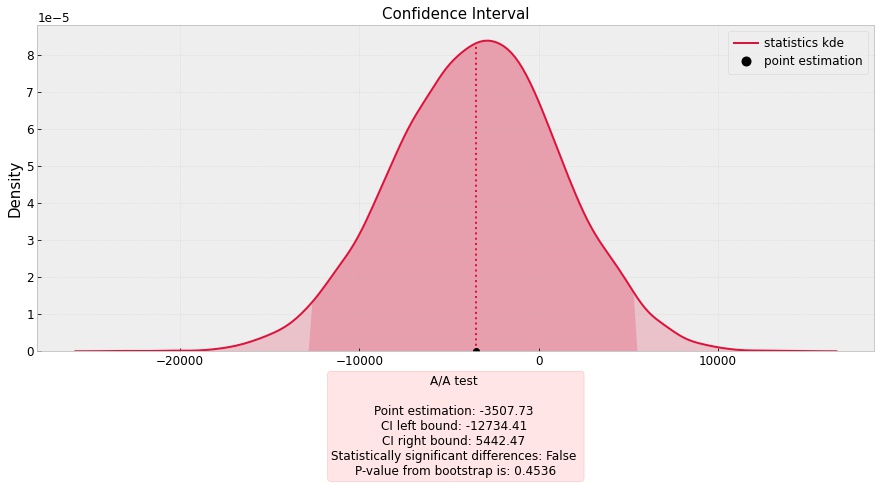 Confidence Interval
1e−5
statistics kde
point estimation
8
7
6
5
4
3
2
1
0
Density
−20000
−10000
0
10000
A/A test
Point estimation: -3507.73
CI left bound: -12734.41
CI right bound: 5442.47
Statistically significant differences: False
P-value from bootstrap is: 0.4536